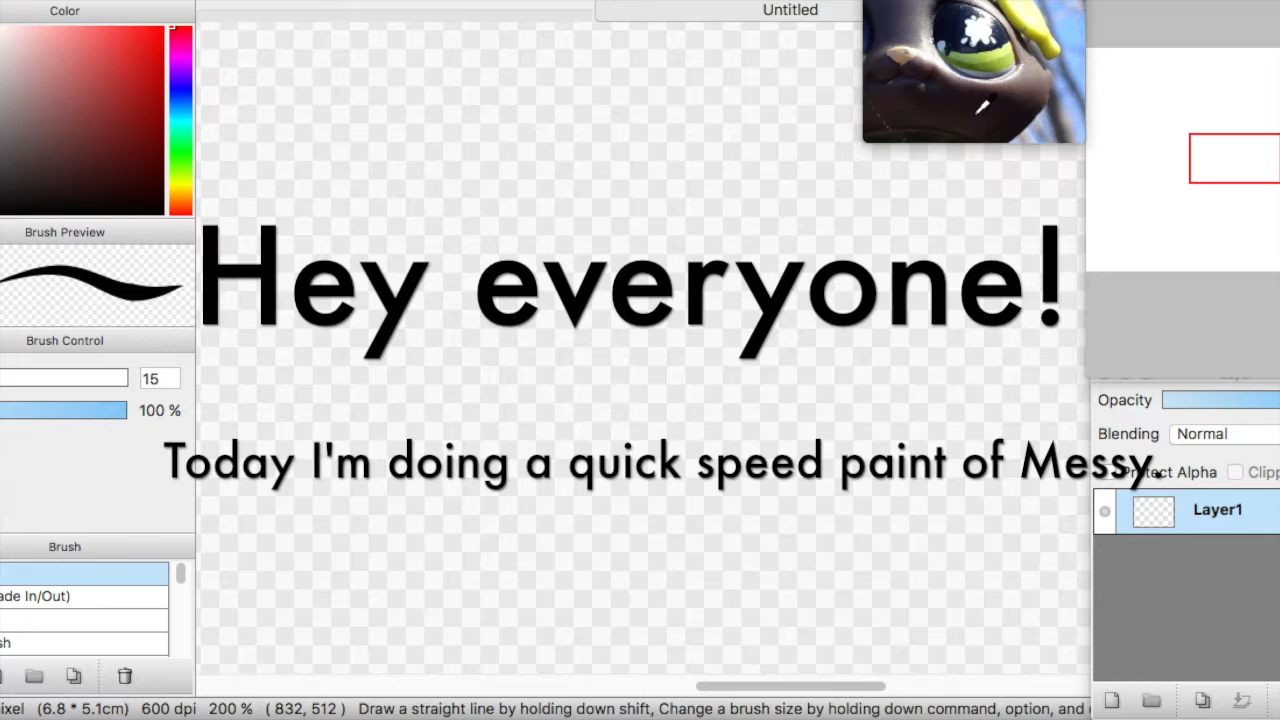 Color
Untitled
Brush Preview
Hey everyone!
Brush Control
15
100 %
Opacity
Blending Normal
Today I'm doing a quick speed paint of Messy.
Protect Alpha Clipp
Layer1
Brush
ade In/Out)
sh
ixel (6.8 * 5.1cm) 600 dpi 200 % ( 832, 512 ) Draw a straight line by holding down shift, Change a brush size by holding down command, option, and